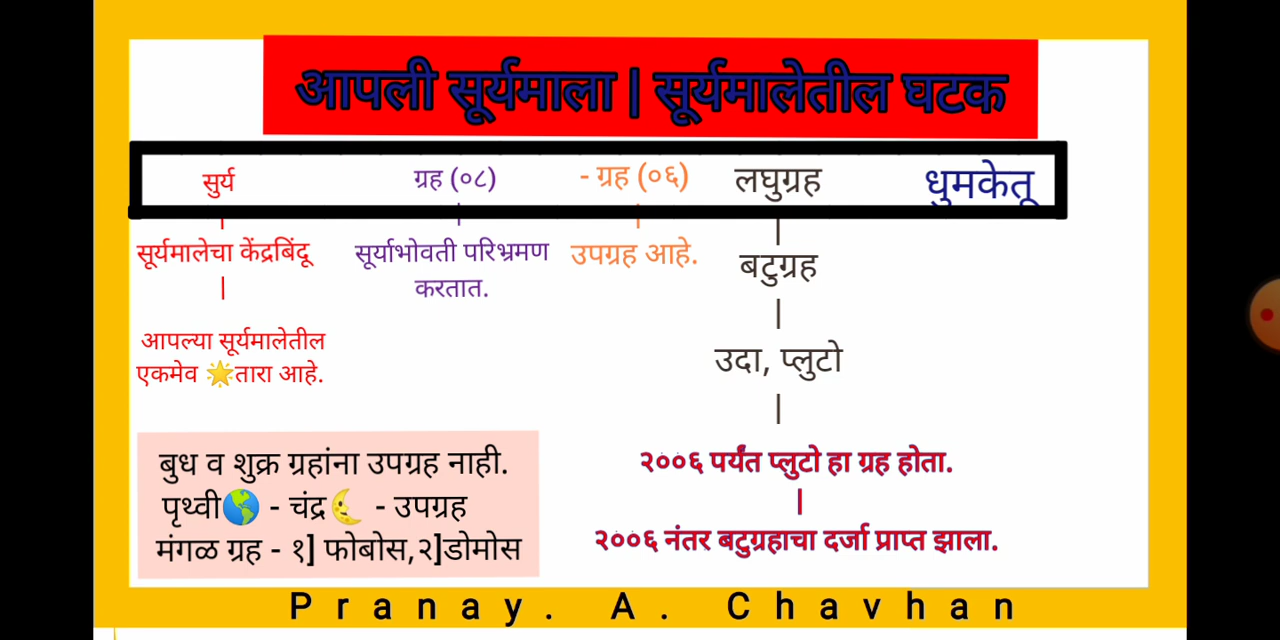 आपली सूर्यमाला | सूर्यमालेतील घटक
सुर्य ग्रह (०८) - ग्रह (०६) लघुग्रह धुमकेतू
सूर्यमालेचा केंद्रबिंदू
सूर्याभोवती परिभ्रमण
करतात.
उपग्रह आहे.
बटुग्रह
आपल्या सूर्यमालेतील
एकमेव 🌟तारा आहे.
उदा, प्लुटो
२००६ पर्यंत प्लुटो हा ग्रह होता.
२००६ नंतर बटुग्रहाचा दर्जा प्राप्त झाला.
बुध व शुक्र ग्रहांना उपग्रह नाही.
पृथ्वी🌎 - चंद्र🌜 - उपग्रह
मंगळ ग्रह - १] फोबोस,२]डोमोस
Pranay. A. Chavhan